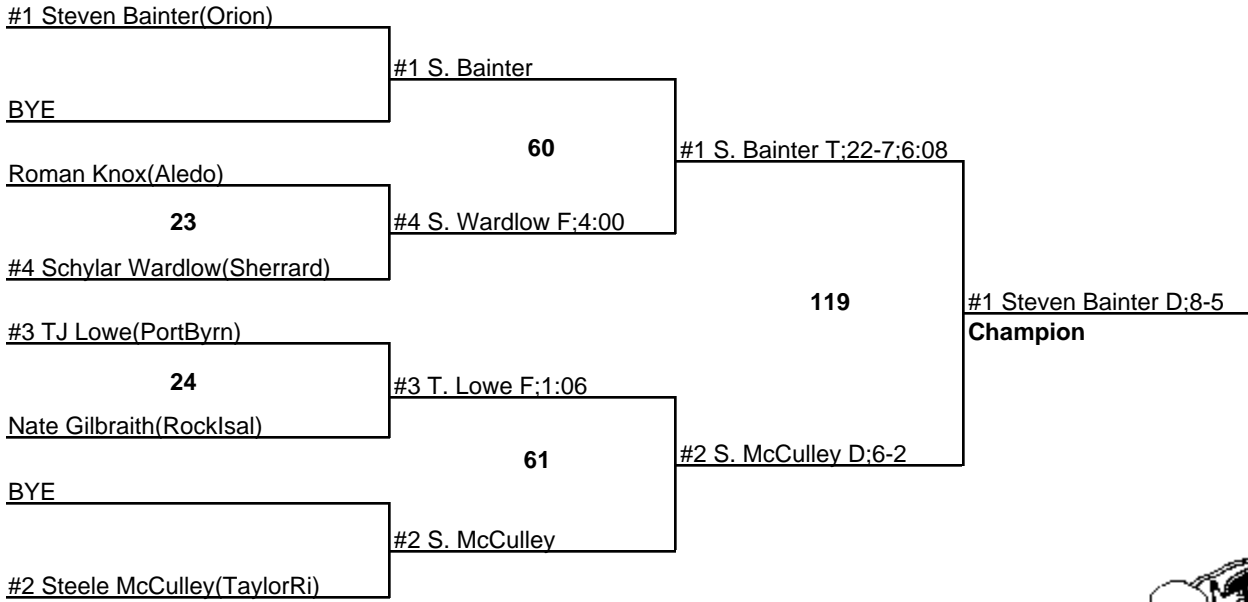 #1 Steven Bainter(Orion)
#1 S. Bainter
BYE
60
#1 S. Bainter T;22-7;6:08
Roman Knox(Aledo)
23
#4 S. Wardlow F;4:00
#4 Schylar Wardlow(Sherrard)
119
#1 Steven Bainter D;8-5
Champion
#3 TJ Lowe(PortByrn)
24
#3 T. Lowe F;1:06
Nate Gilbraith(RockIsal)
61
#2 S. McCulley D;6-2
BYE
#2 S. McCulley
#2 Steele McCulley(TaylorRi)